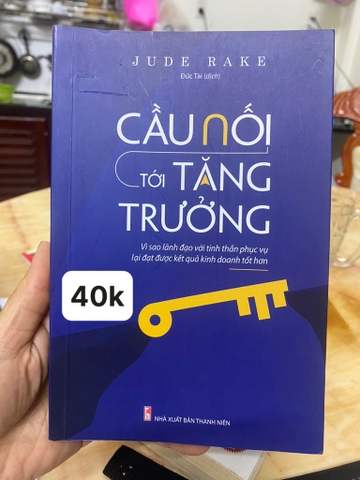 JUDE RAKE
Đức Tài (dịch)
CẦU NỐI
TỚI TĂNG
TRƯỞNG
Vì sao lãnh đạo với tinh thần phục vụ
lại đạt được kết quả kinh doanh tốt hơn
40k
NHÀ XUẤT BẢN THANH NIÊN